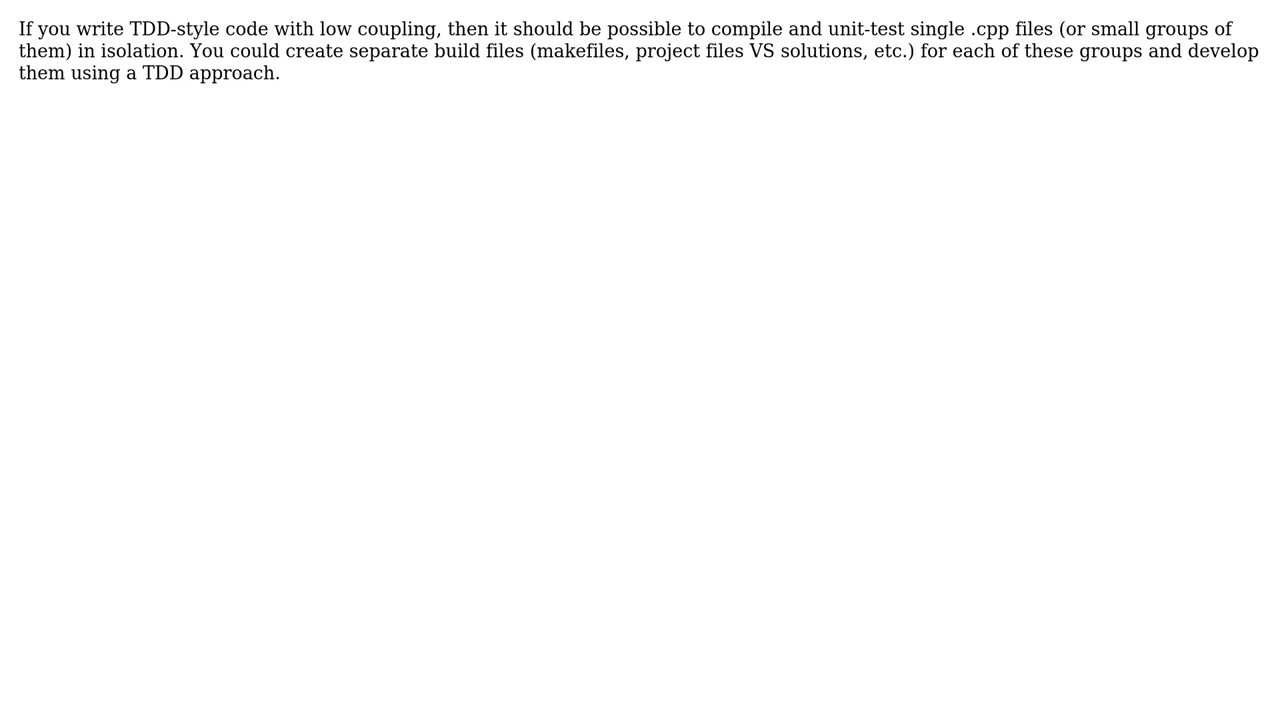 If you write TDD-style code with low coupling, then it should be possible to compile and unit-test single .cpp files (or small groups of
them) in isolation. You could create separate build files (makefiles, project files VS solutions, etc.) for each of these groups and develop
them using a TDD approach.